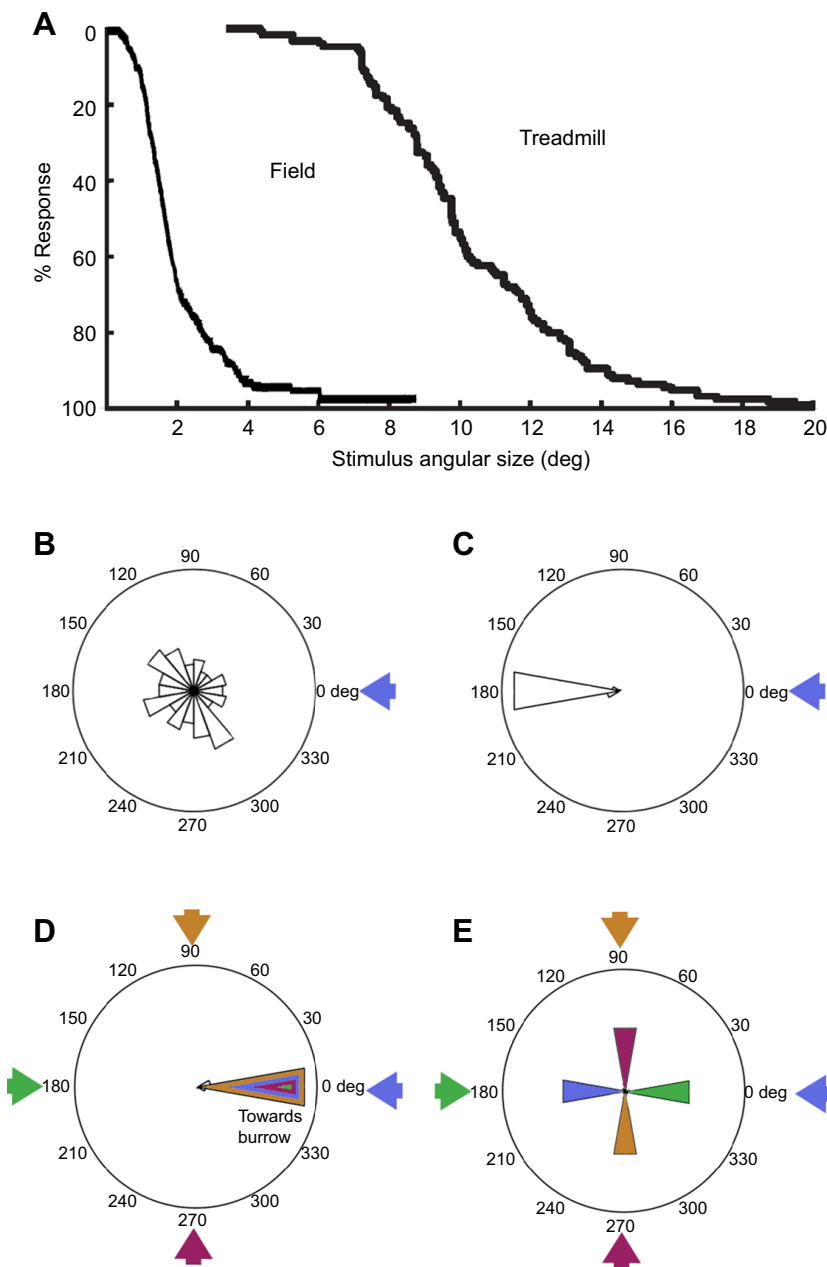 A
0
20
40
60
80
100
% Response
Field
Treadmill
2 4 6 8 10 12 14 16 18 20
Stimulus angular size (deg)
B
90
120 60
150 30
180 0 deg
210 330
240 300
270
C
90
120 60
150 30
180 0 deg
210 330
240 300
270
D
90
120 60
150 30
180 0 deg
Towards
burrow
210 330
240 300
270
E
90
120 60
150 30
180 0 deg
210 330
240 300
270